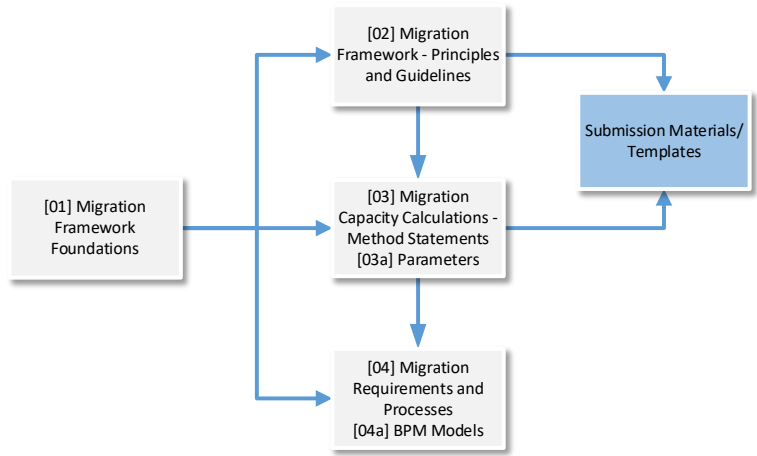 [02] Migration
Framework - Principles
and Guidelines
Submission Materials/
Templates
[01] Migration
Framework
Foundations
[03] Migration
Capacity Calculations -
Method Statements
[03a] Parameters
[04] Migration
Requirements and
Processes
[04a] BPM Models